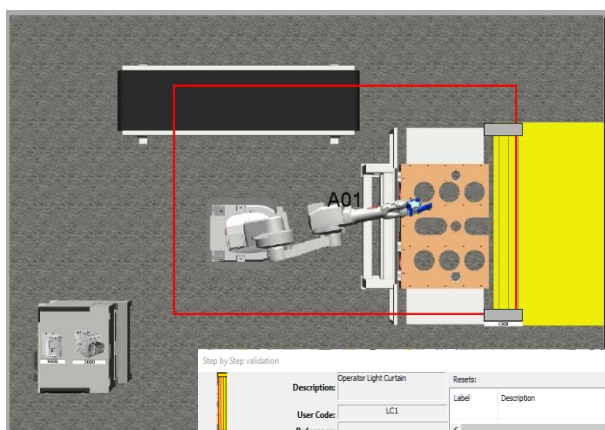 A01
Step by Step validation
Description:
Operator Light Curtain
Resets:
Label
Description
User Code:
LC1